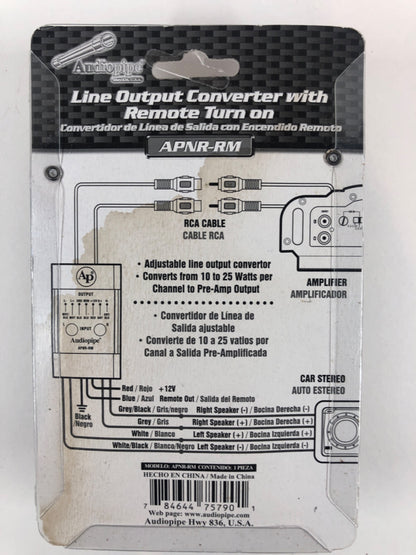 Audiopipe
Line Output Converter with
Remote Turn on
Convertidor de Línea de Salida con Encendido Remoto
APNR-RM
RCA CABLE
CABLE RCA
• Adjustable line output convertor
• Converts from 10 to 25 Watts per
Channel to Pre-Amp Output
AMPLIFIER
AMPLIFICADOR
AP
OUTPUT
INPUT
Audiopipe
APNR-RM
• Convertidor de Línea de
Salida ajustable
• Convierte de 10 a 25 vatios por
Canal a Salida Pre-Amplificada
CAR STEREO
AUTO ESTEREO
Red / Rojo +12V
Blue / Azul Remote Out / Salida del Remoto
Grey/Black / Gris/negro Right Speaker (-) / Bocina Derecha (-)
Grey / Gris Right Speaker (+) / Bocina Derecha (+)
White / Blanco Left Speaker (+) / Bocina Izquierda (+)
White/Black / Blanco/Negro Left Speaker (-) / Bocina Izquierda (-)
Black
/Negro
MODELO: APNR-RM CONTENIDO: 1 PIEZA
HECHO EN CHINA / Made in China
7 84644 75790 1
Web page: www.audiopipe.com
Audiopipe Hwy 836, U.S.A.